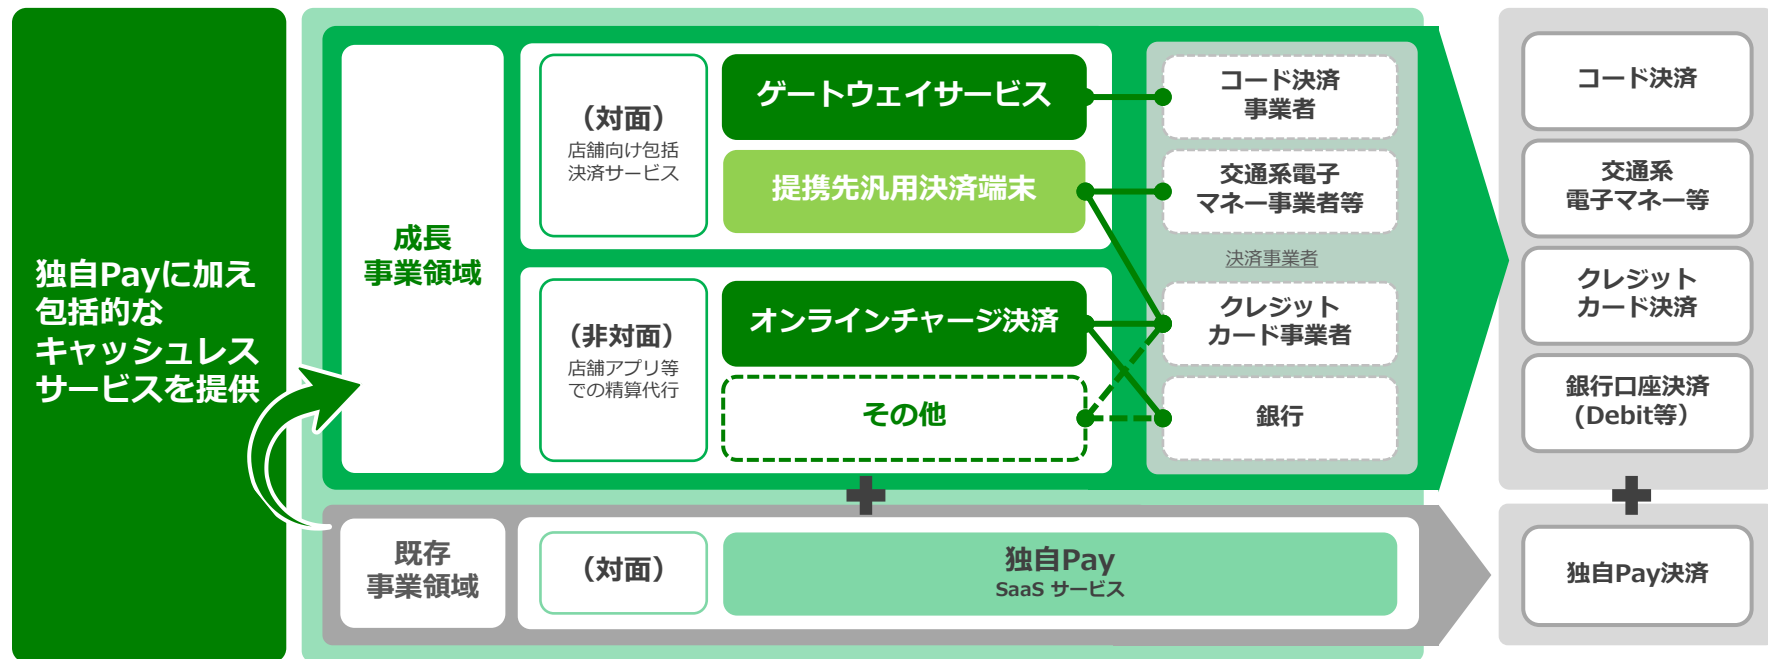 独自Payに加え
包括的な
キャッシュレス
サービスを提供
成長
事業領域
（対面）
店舗向け包括
決済サービス
ゲートウェイサービス
提携先汎用決済端末
（非対面）
店舗アプリ等
での精算代行
オンラインチャージ決済
その他
コード決済
事業者
交通系電子
マネー事業者等
決済事業者
クレジット
カード事業者
銀行
コード決済
交通系
電子マネー等
クレジット
カード決済
銀行口座決済
(Debit等）
既存
事業領域
（対面）
独自Pay
SaaS サービス
独自Pay決済